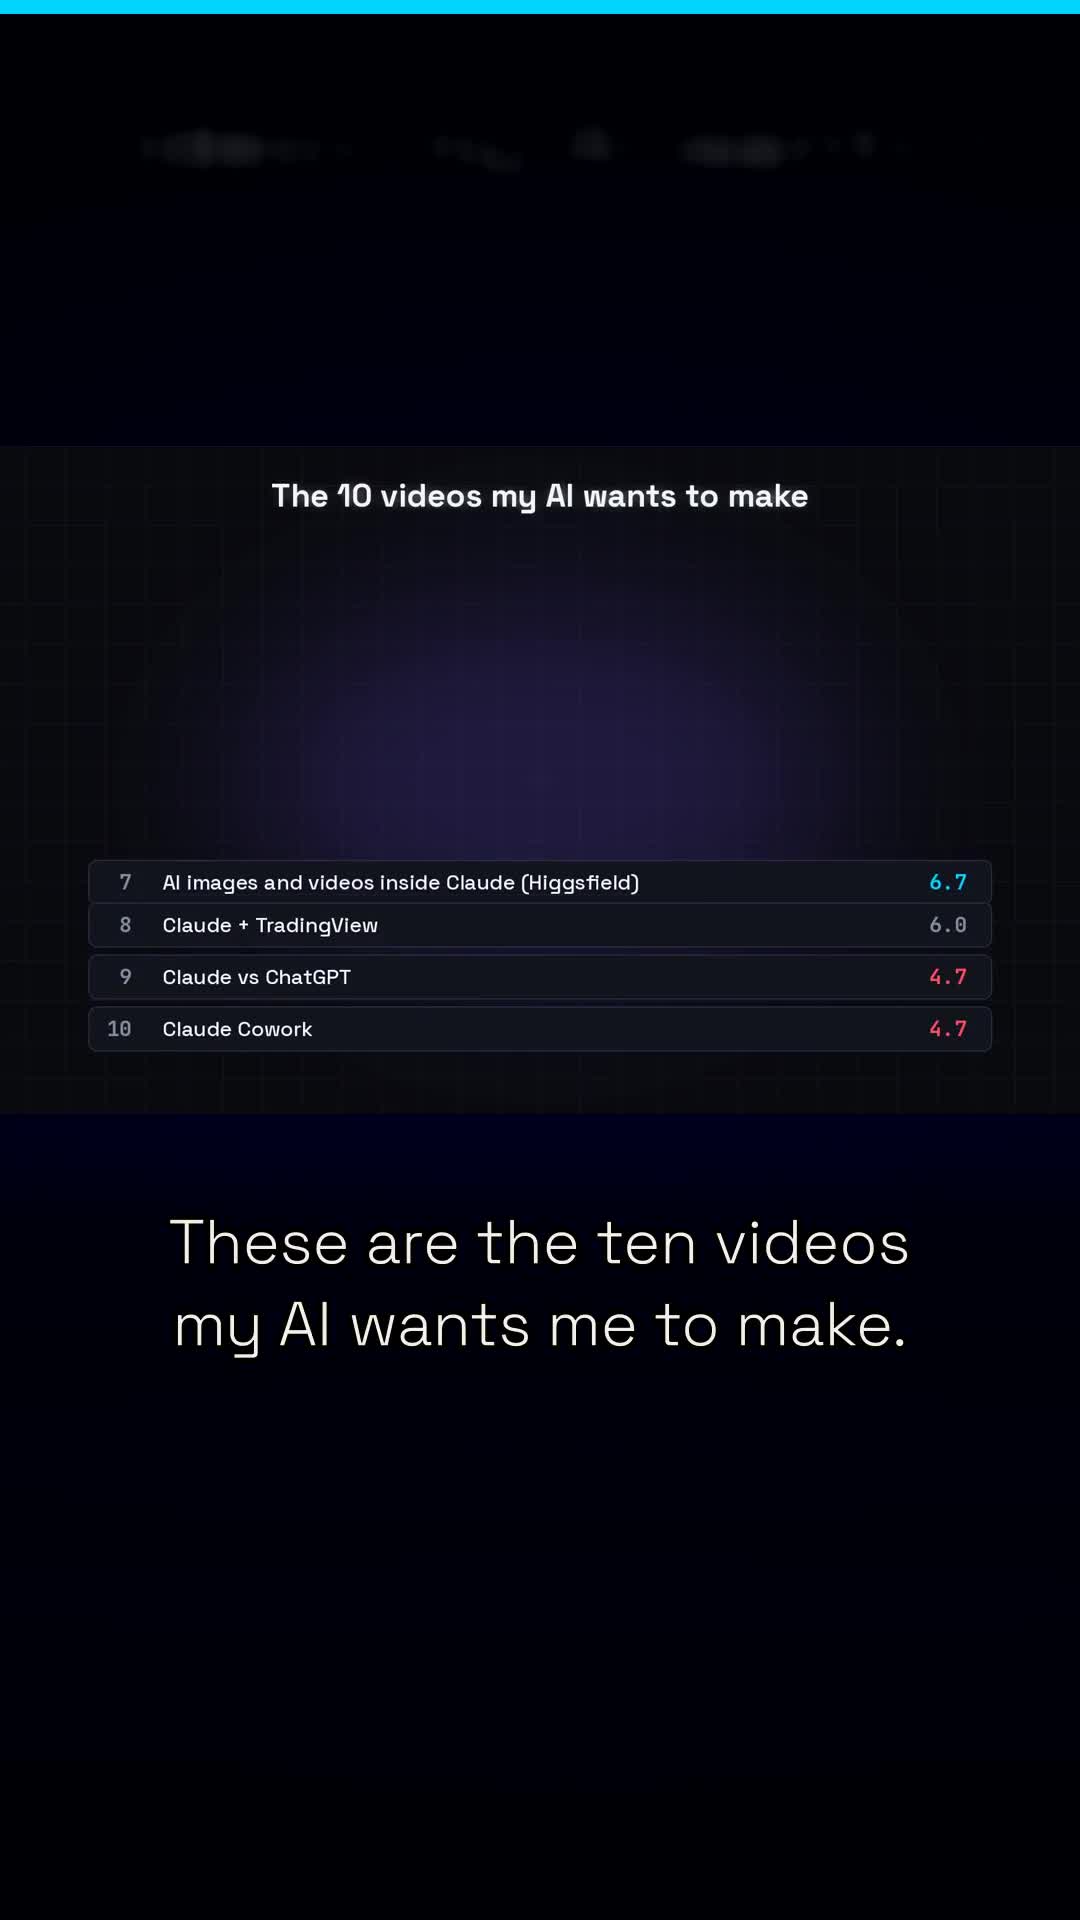 The 10 videos my AI wants to make
7 AI images and videos inside Claude (Higgsfield) 6.7
8 Claude + TradingView 6.0
9 Claude vs ChatGPT 4.7
10 Claude Cowork 4.7
These are the ten videos
my AI wants me to make.